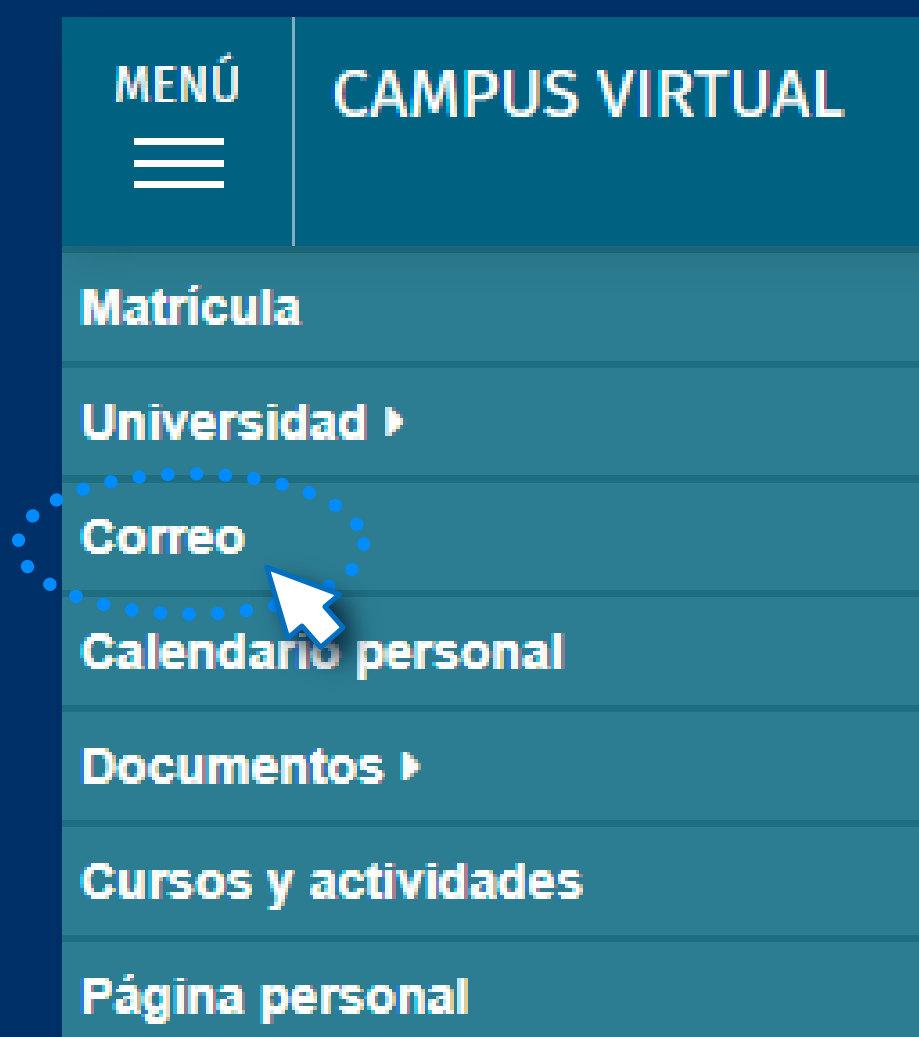 MENÚ
CAMPUS VIRTUAL
Matrícula
Universidad
Correo
Calendario personal
Documentos
Cursos y actividades
Página personal